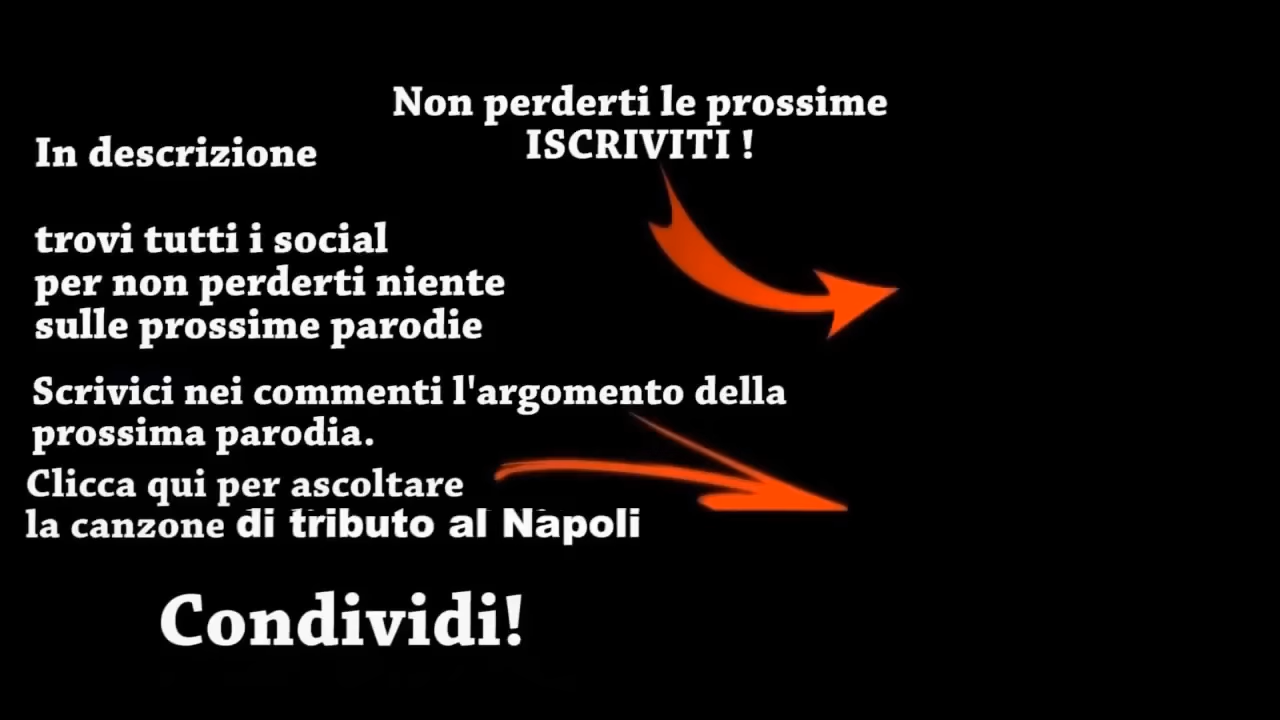 Non perderti le prossime
ISCRIVITI !
In descrizione
trovi tutti i social
per non perderti niente
sulle prossime parodie
Scrivici nei commenti l'argomento della
prossima parodia.
Clicca qui per ascoltare
la canzone di tributo al Napoli
Condividi!